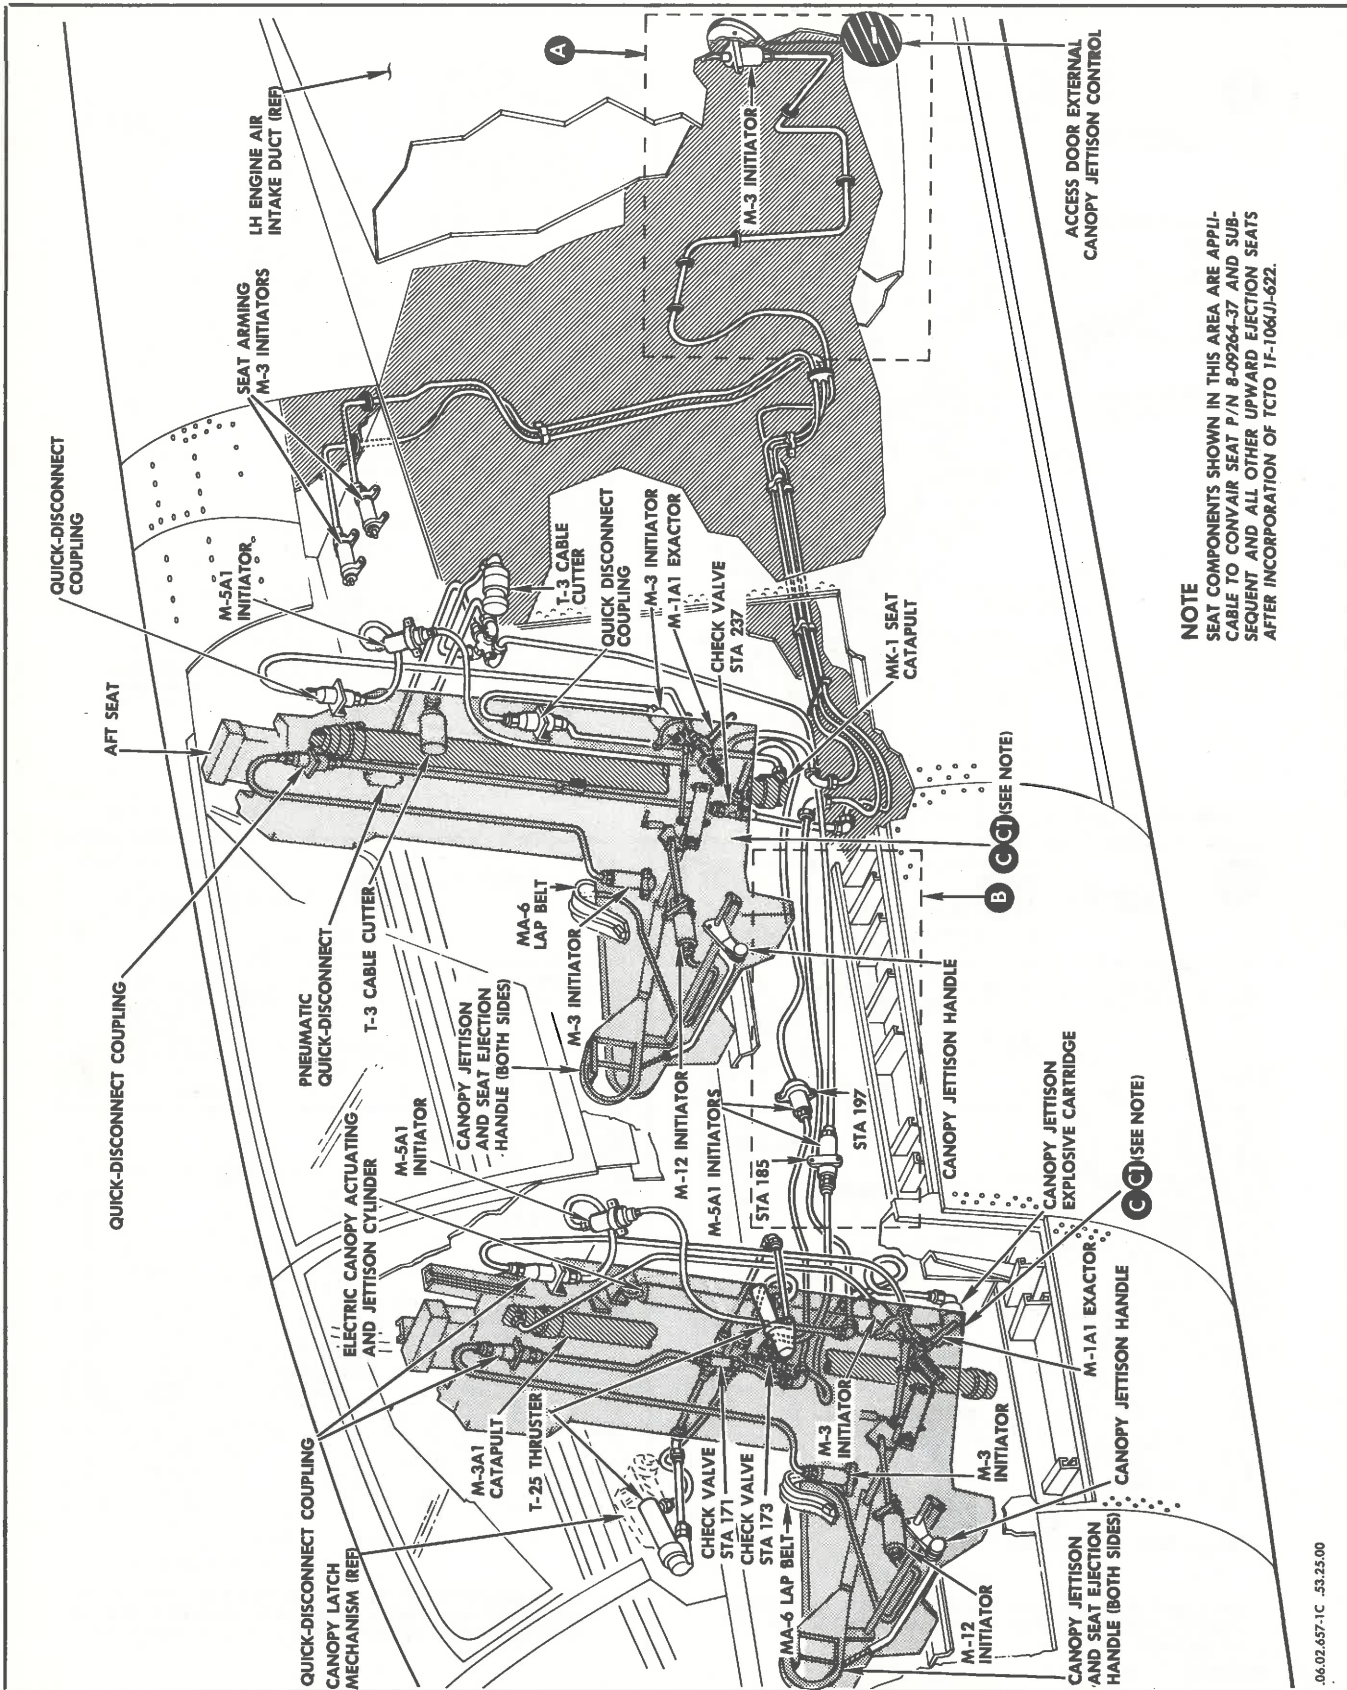 QUICK-DISCONNECT COUPLING
CANOPY LATCH
MECHANISM (REF)
ELECTRIC CANOPY ACTUATING
AND JETTISON CYLINDER
M-5A1
INITIATOR
M-3A1
CATAPULT
T-25 THRUSTER
CHECK VALVE
STA 171
CHECK VALVE
STA 173
MA-6 LAP BELT
M-3
INITIATOR
M-3
INITIATOR
M-12
INITIATOR
CANOPY JETTISON
AND SEAT EJECTION
HANDLE (BOTH SIDES)
CANOPY JETTISON HANDLE
M-1A1 EXACTOR
C CJ (SEE NOTE)
CANOPY JETTISON
EXPLOSIVE CARTRIDGE
QUICK-DISCONNECT COUPLING
PNEUMATIC
QUICK-DISCONNECT
T-3 CABLE CUTTER
CANOPY JETTISON
AND SEAT EJECTION
HANDLE (BOTH SIDES)
M-3 INITIATOR
MA-6
LAP BELT
M-12 INITIATOR
M-5A1 INITIATORS
STA 185
STA 197
CANOPY JETTISON HANDLE
B
C CJ (SEE NOTE)
AFT SEAT
QUICK-DISCONNECT
COUPLING
M-5A1
INITIATOR
SEAT ARMING
M-3 INITIATORS
LH ENGINE AIR
INTAKE DUCT (REF)
T-3 CABLE
CUTTER
QUICK DISCONNECT
COUPLING
M-3 INITIATOR
M-1A1 EXACTOR
CHECK VALVE
STA 237
MK-1 SEAT
CATAPULT
A
M-3 INITIATOR
ACCESS DOOR EXTERNAL
CANOPY JETTISON CONTROL
NOTE
SEAT COMPONENTS SHOWN IN THIS AREA ARE APPLI-
CABLE TO CONVAIR SEAT P/N 8-09264-37 AND SUB-
SEQUENT AND ALL OTHER UPWARD EJECTION SEATS
AFTER INCORPORATION OF TCTO 1F-106(J)-622.
.06.02.657-1C .53.25.00